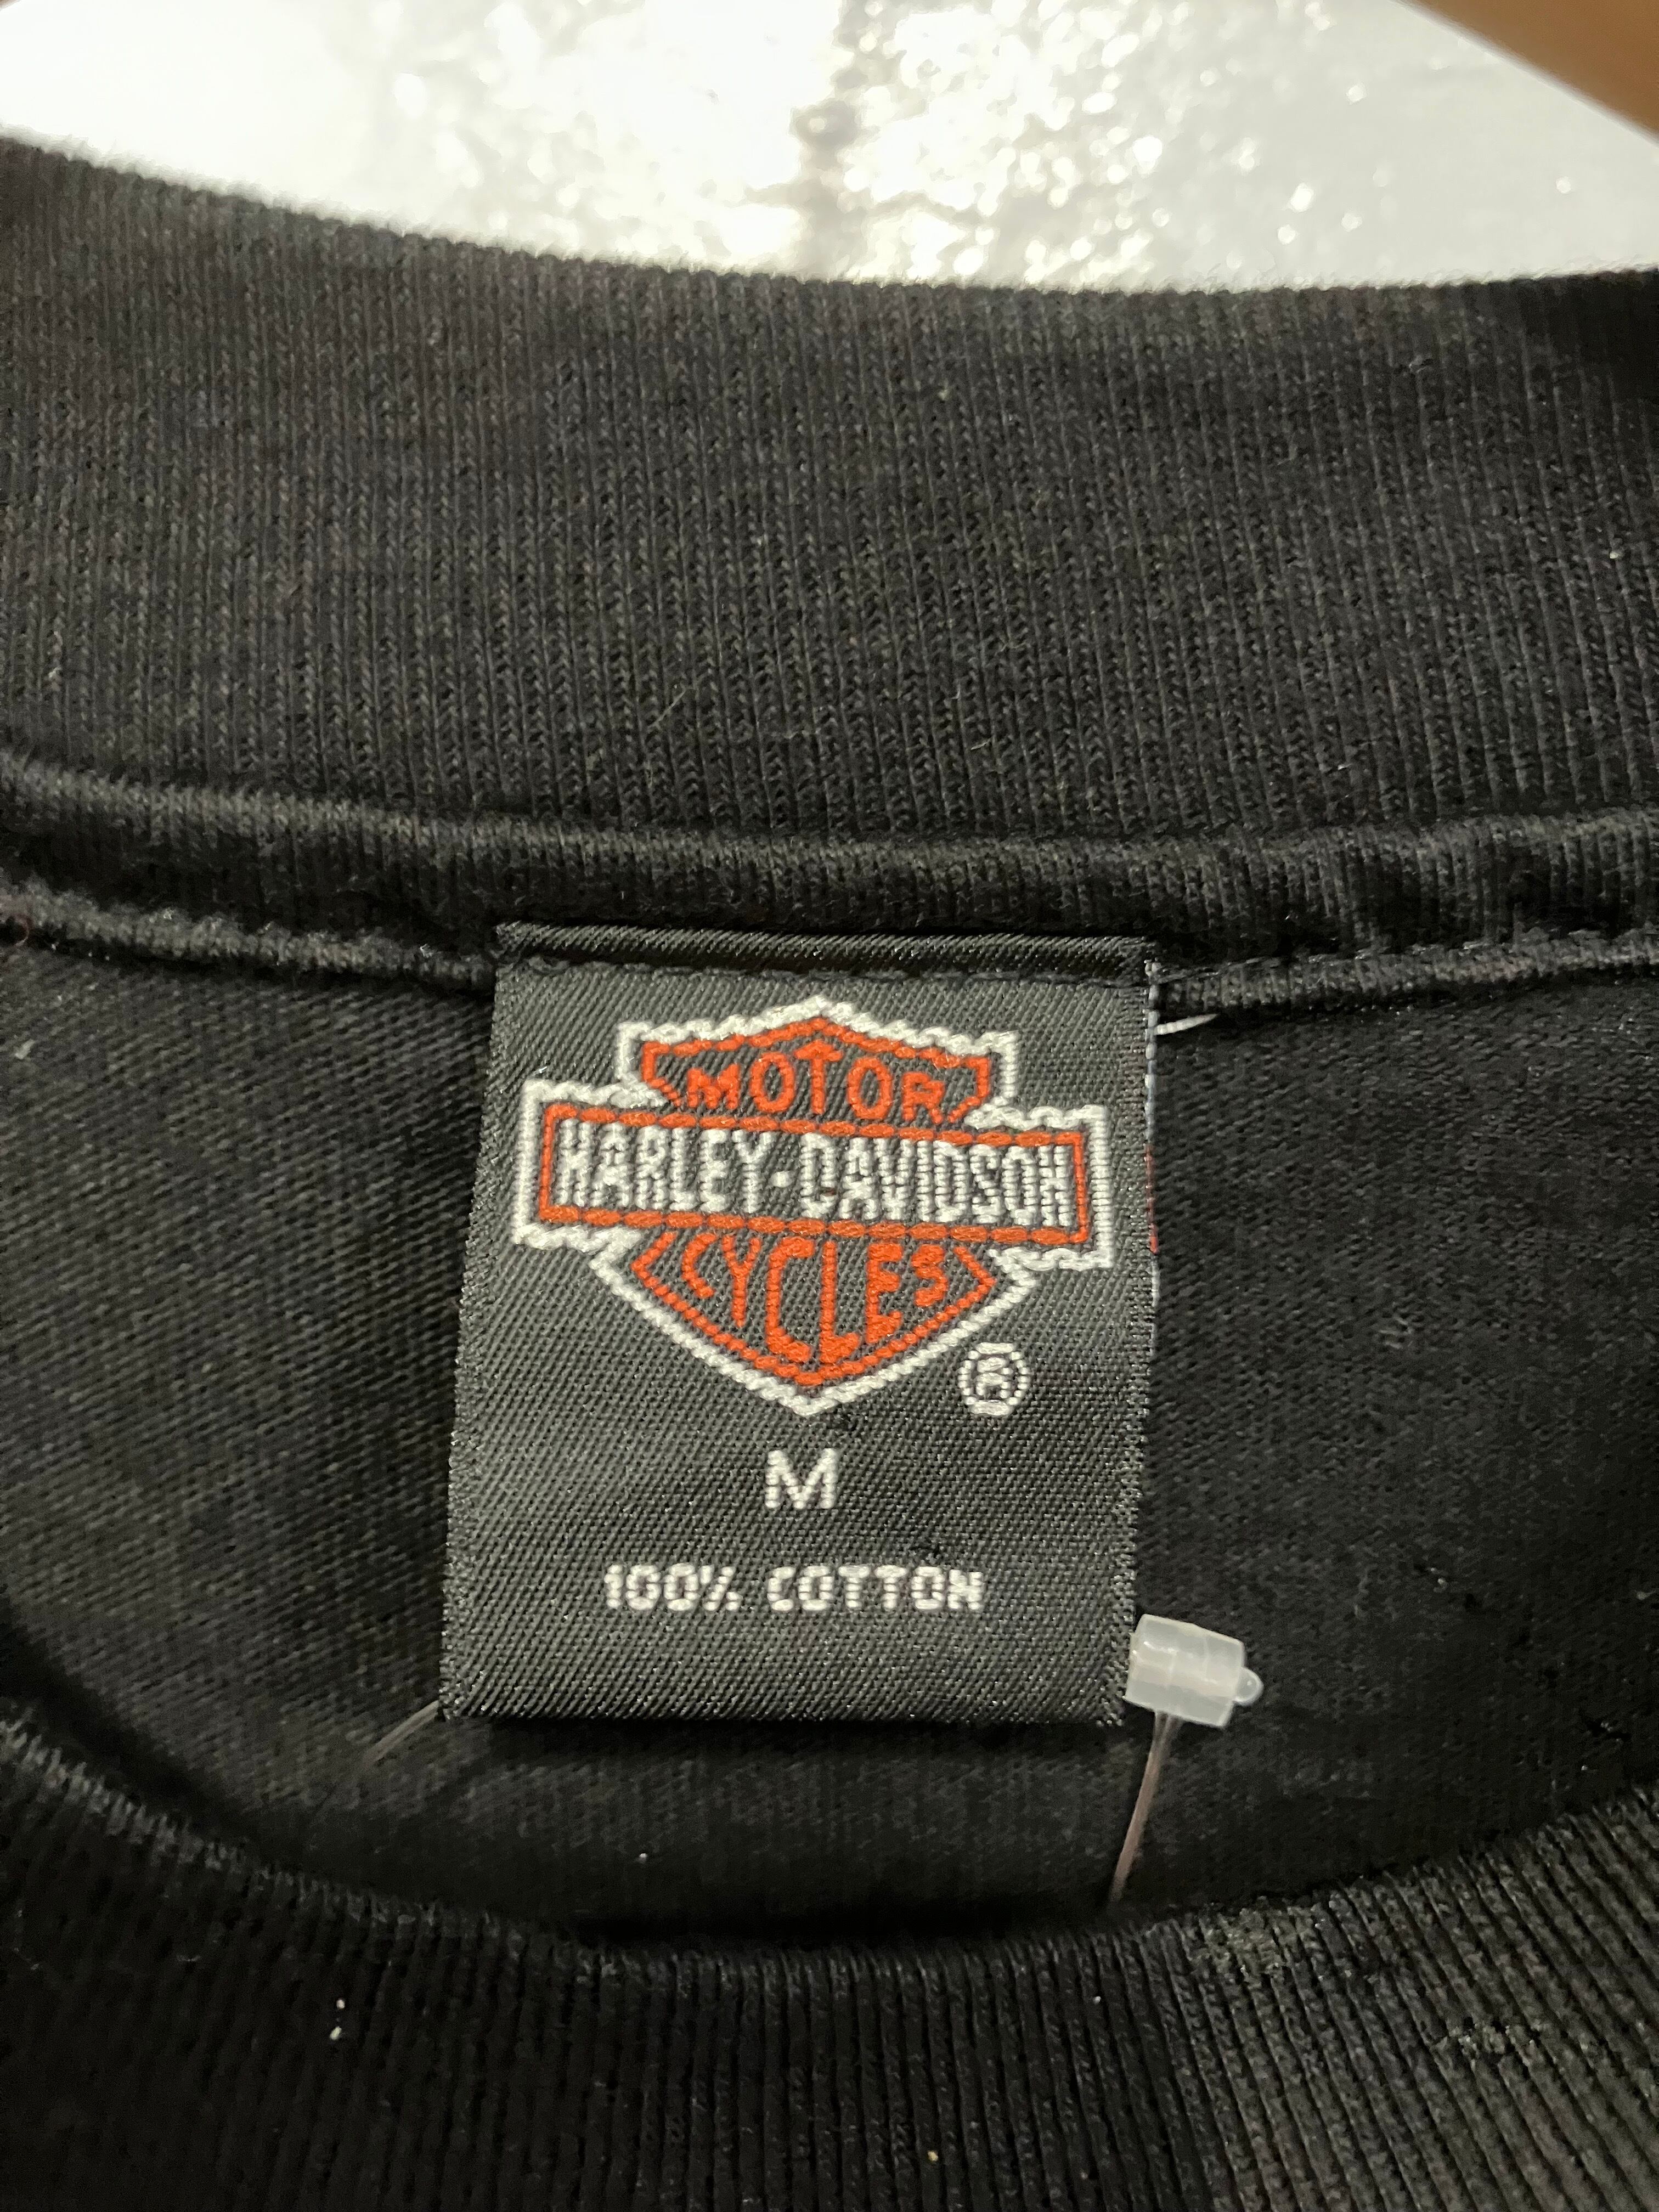 MOTOR
HARLEY-DAVIDSON
CYCLES
®
M
100% COTTON